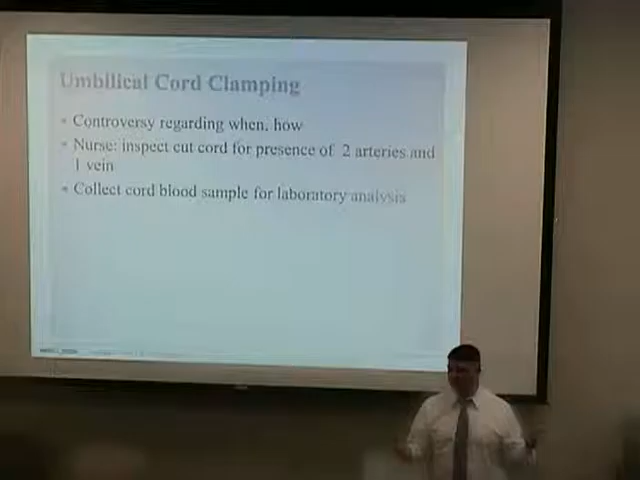 Umbilical Cord Clamping
Controversy regarding when, how
Nurse: inspect cut cord for presence of 2 arteries and
1 vein
Collect cord blood sample for laboratory analysis